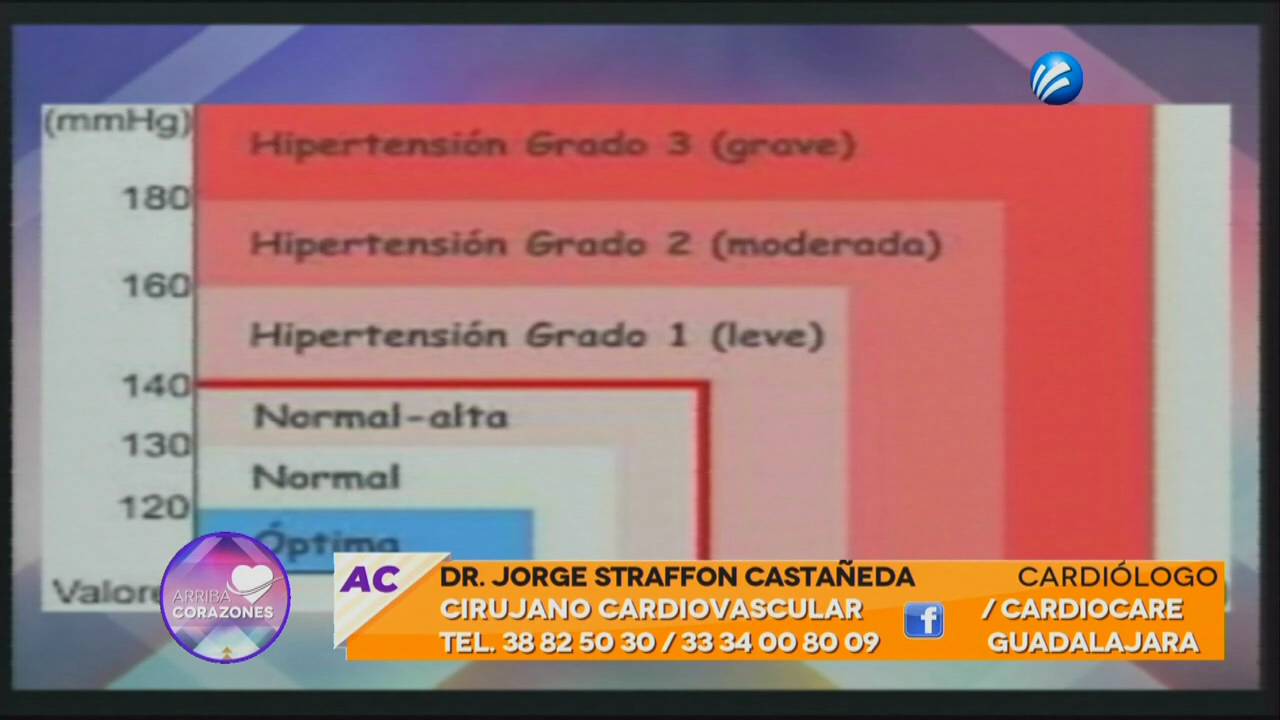 (mmHg)
Hipertensión Grado 3 (grave)
180
Hipertensión Grado 2 (moderada)
160
Hipertensión Grado 1 (leve)
140
Normal-alta
130
Normal
120
Óptima
ARRIBA
CORAZONES
AC
DR. JORGE STRAFFON CASTAÑEDA CARDIÓLOGO
CIRUJANO CARDIOVASCULAR f / CARDIOCARE
TEL. 38 82 50 30 / 33 34 00 80 09 GUADALAJARA